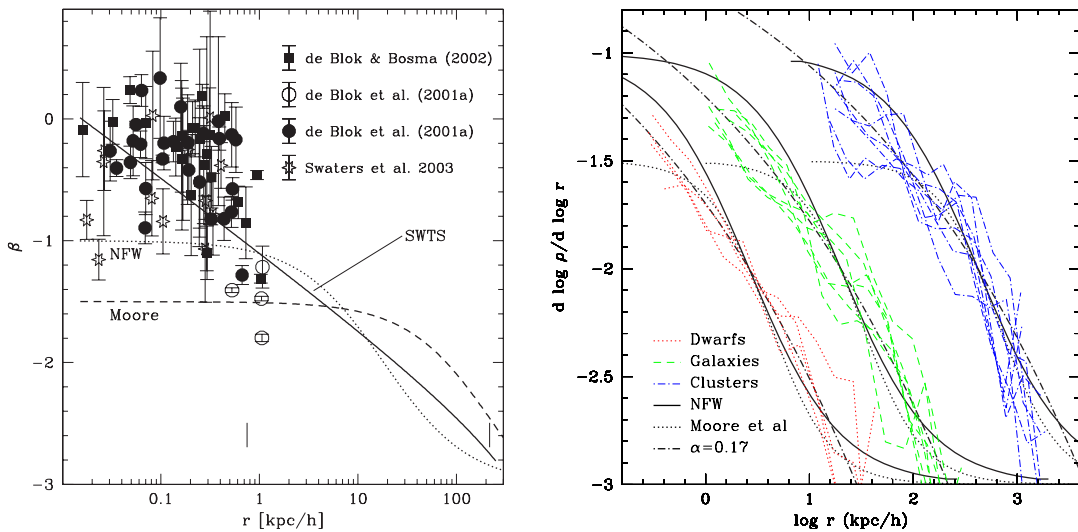 de Blok & Bosma (2002)
de Blok et al. (2001a)
de Blok et al. (2001a)
Swaters et al. 2003
0
−1
−2
−3
β
NFW
Moore
SWTS
0.1
1
10
100
r [kpc/h]
-1
-1.5
-2
-2.5
-3
d log ρ/d log r
Dwarfs
Galaxies
Clusters
NFW
Moore et al
α=0.17
0
1
2
3
log r (kpc/h)